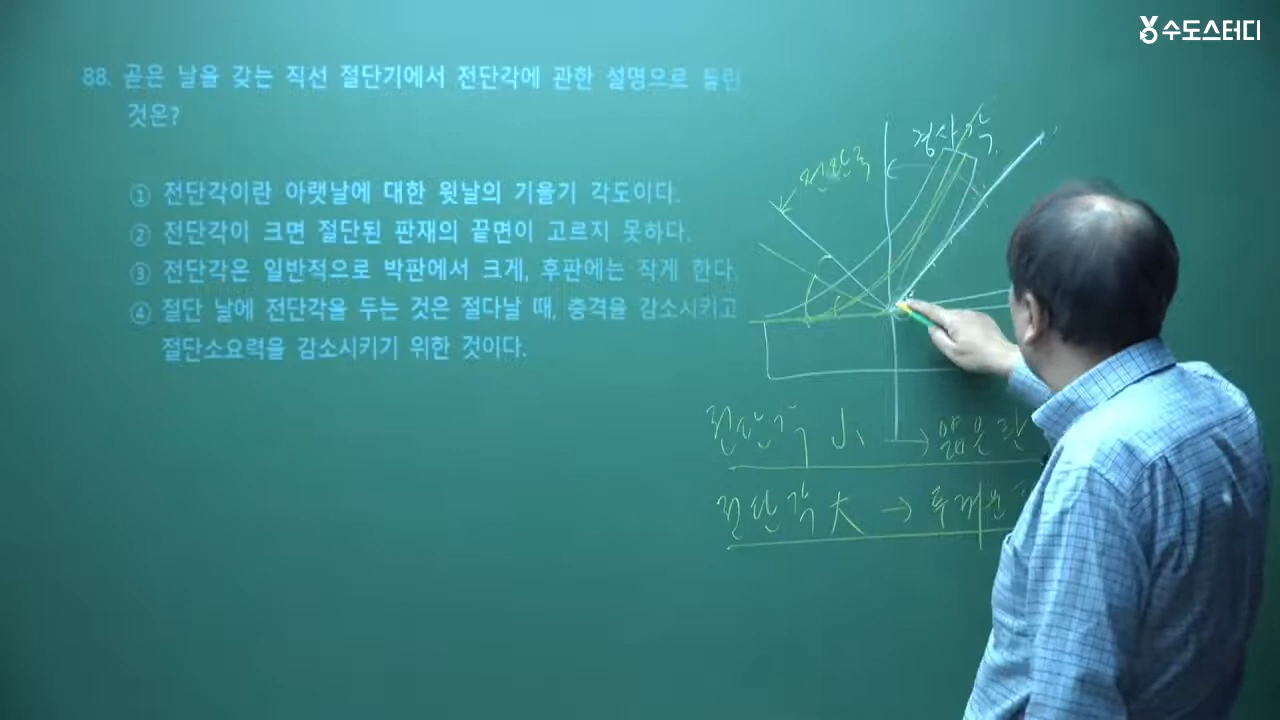 수도스터디
88. 곧은 날을 갖는 직선 절단기에서 전단각에 관한 설명으로 틀린
것은?
① 전단각이란 아랫날에 대한 윗날의 기울기 각도이다.
② 전단각이 크면 절단된 판재의 끝면이 고르지 못하다.
③ 전단각은 일반적으로 박판에서 크게, 후판에는 작게 한다.
④ 절단 날에 전단각을 두는 것은 절다날 때, 충격을 감소시키고
절단소요력을 감소시키기 위한 것이다.
경사각
전단각
전단각 小 → 얇은 판
전단각 大 → 두꺼운